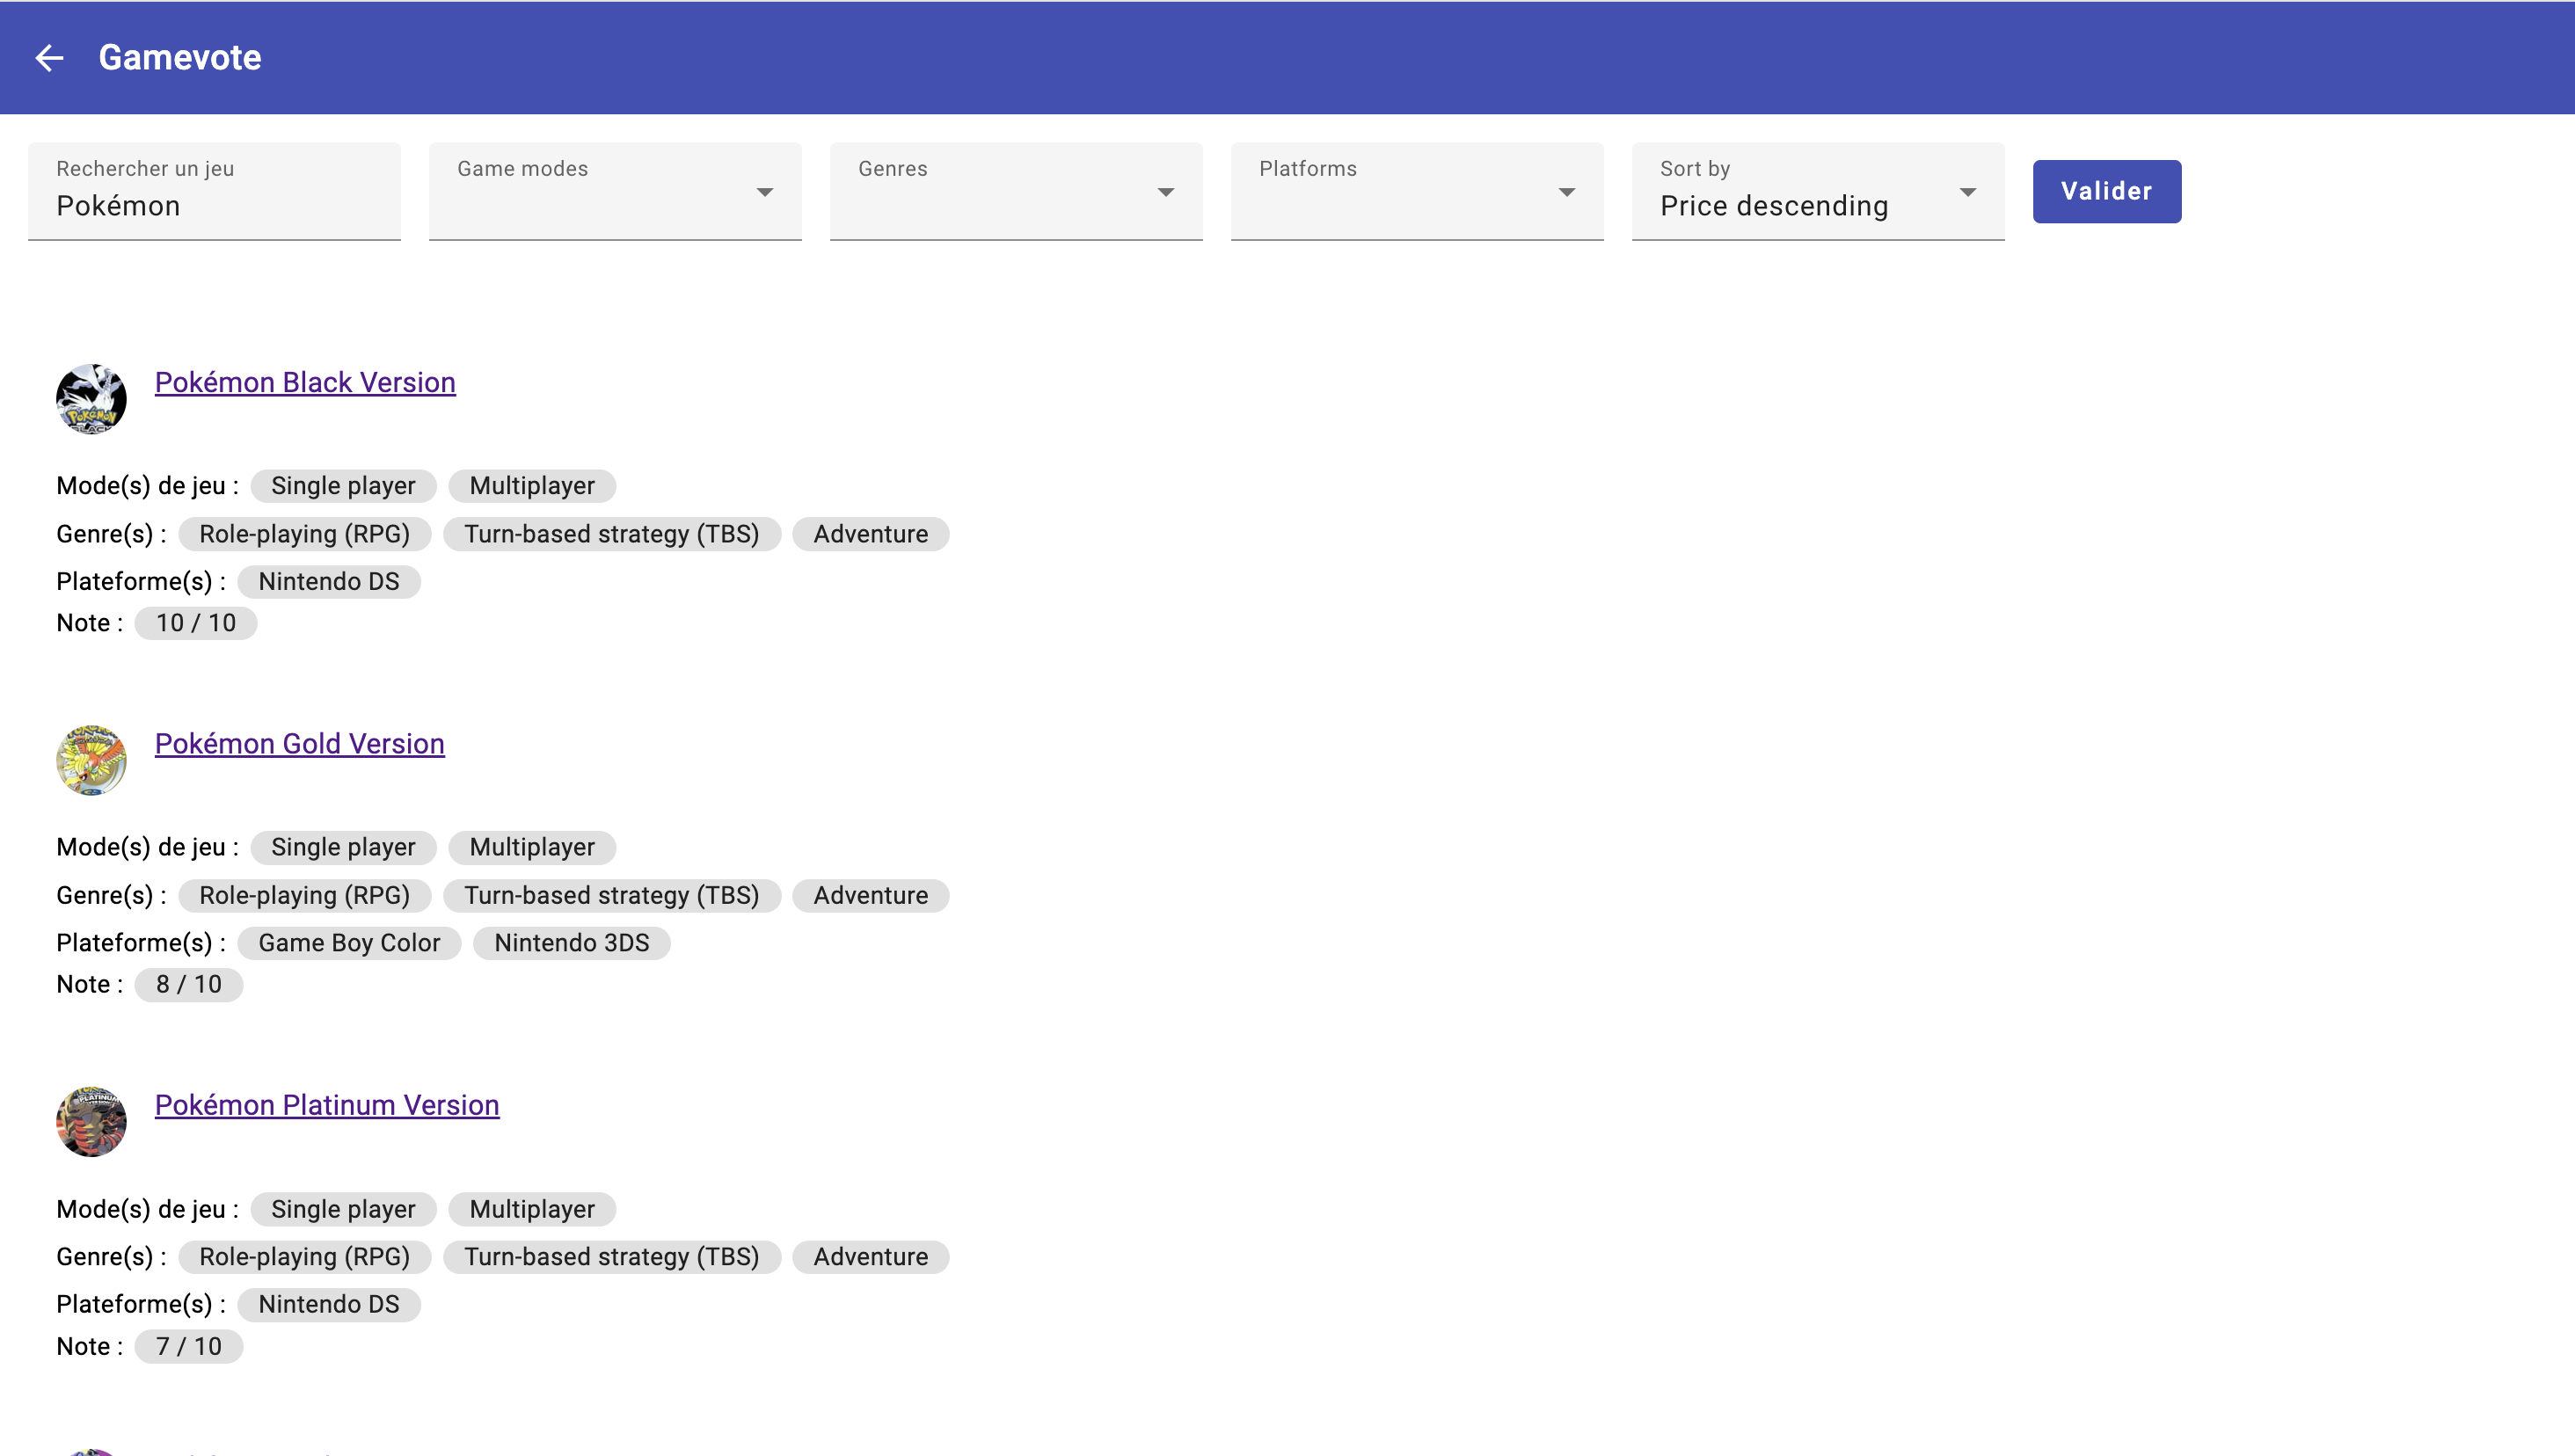 Gamevote
Rechercher un jeu
Pokémon
Game modes
Genres
Platforms
Sort by
Price descending
Valider
Pokémon Black Version
Mode(s) de jeu : Single player Multiplayer
Genre(s) : Role-playing (RPG) Turn-based strategy (TBS) Adventure
Plateforme(s) : Nintendo DS
Note : 10 / 10
Pokémon Gold Version
Mode(s) de jeu : Single player Multiplayer
Genre(s) : Role-playing (RPG) Turn-based strategy (TBS) Adventure
Plateforme(s) : Game Boy Color Nintendo 3DS
Note : 8 / 10
PLATINUM
Pokémon Platinum Version
Mode(s) de jeu : Single player Multiplayer
Genre(s) : Role-playing (RPG) Turn-based strategy (TBS) Adventure
Plateforme(s) : Nintendo DS
Note : 7 / 10